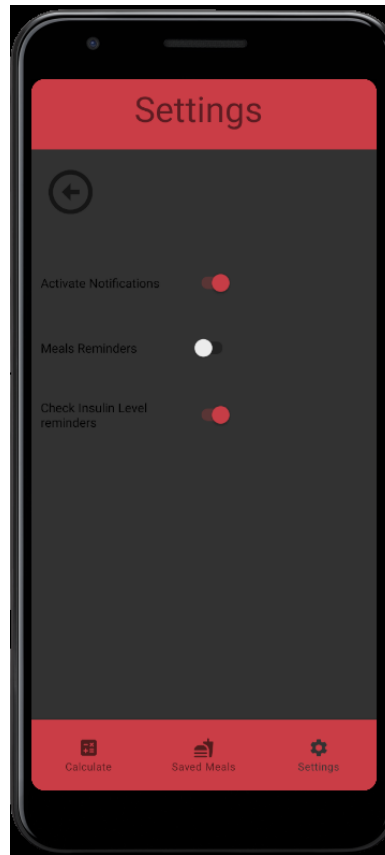 Settings
Activate Notifications
Meals Reminders
Check Insulin Level
reminders
Calculate
Saved Meals
Settings